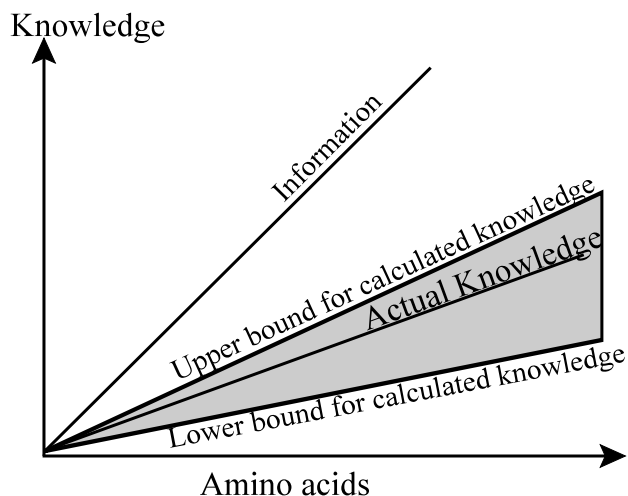 Knowledge
Information
Upper bound for calculated knowledge
Actual Knowledge
Lower bound for calculated knowledge
Amino acids